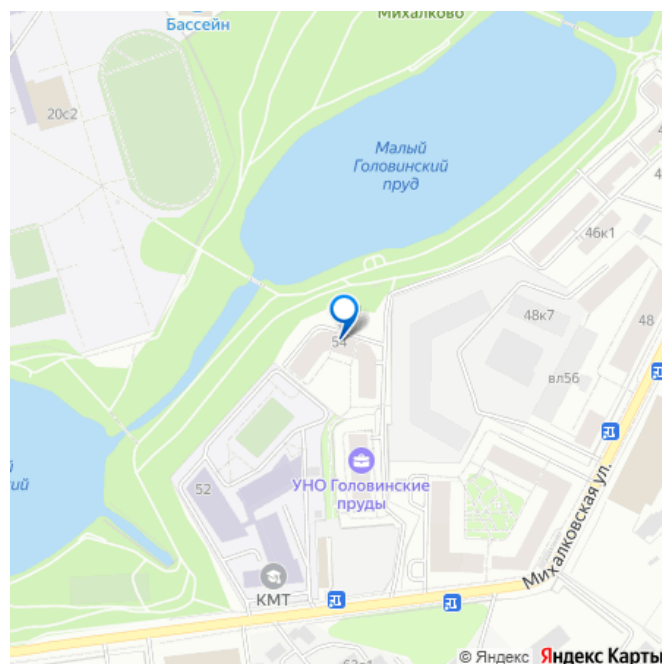 Бассейн
Михалково
20с2
Малый
Головинский
пруд
46к1
48к7
48
54
вл5б
УНО Головинские
пруды
52
Михалковская ул.
КМТ
© Яндекс Яндекс Карты